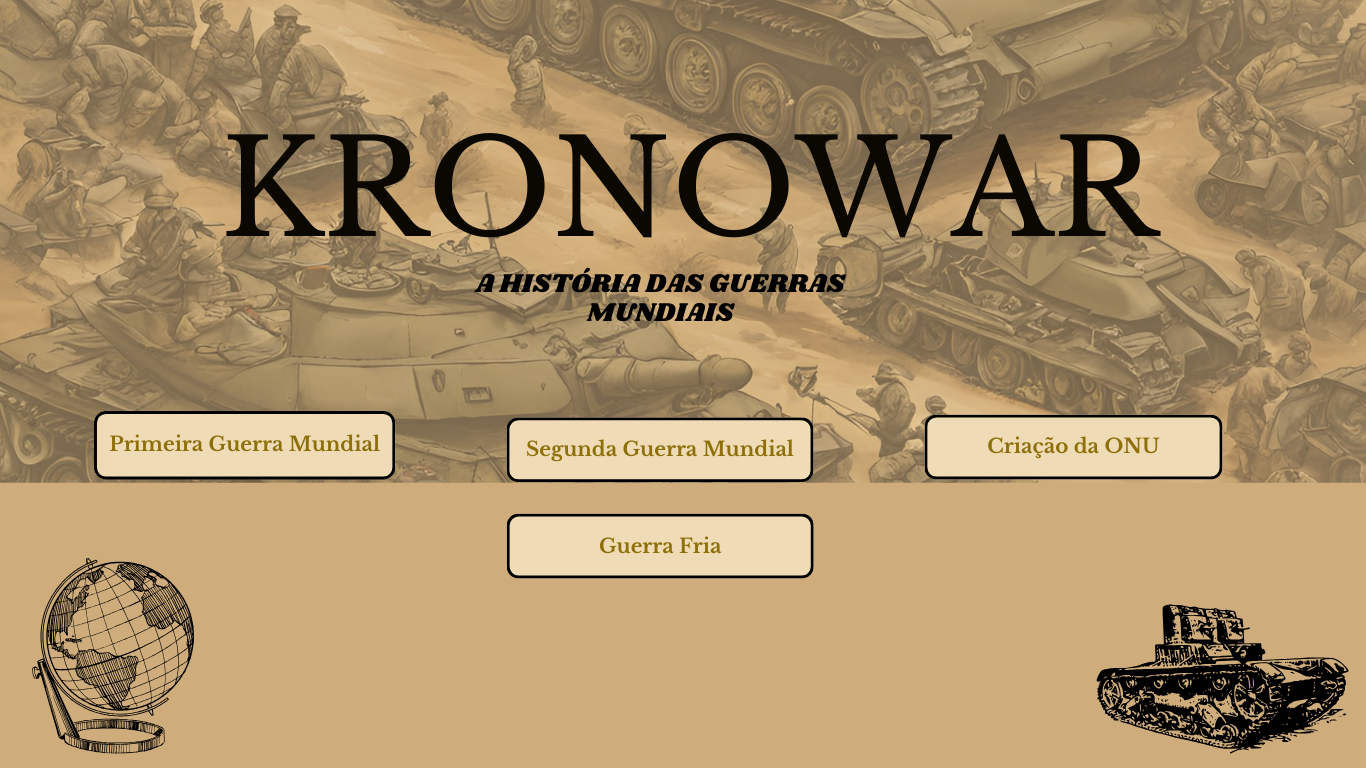 KRONOWAR
A HISTÓRIA DAS GUERRAS
MUNDIAIS
Primeira Guerra Mundial
Segunda Guerra Mundial
Criação da ONU
Guerra Fria